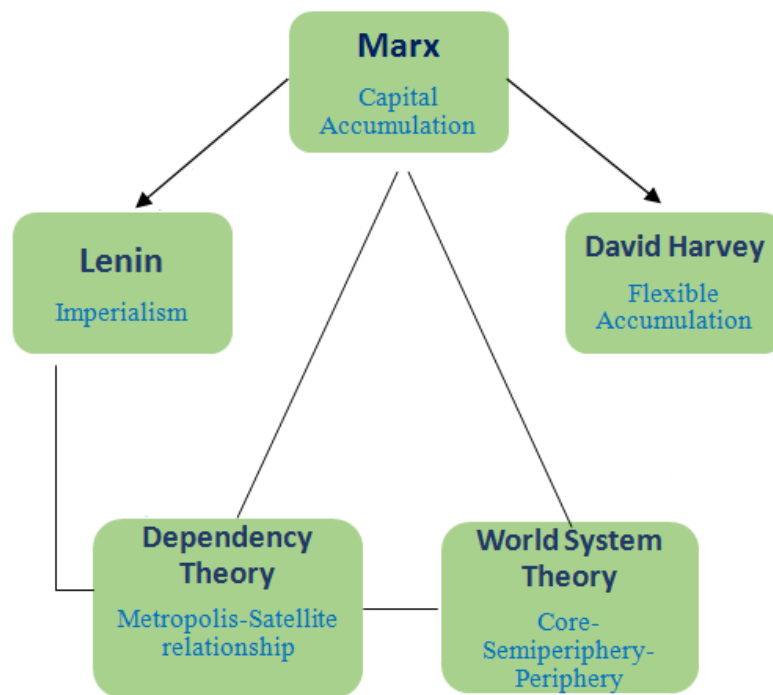 Marx
Capital
Accumulation
Lenin
Imperialism
David Harvey
Flexible
Accumulation
Dependency
Theory
Metropolis-Satellite
relationship
World System
Theory
Core-
Semiperiphery-
Periphery